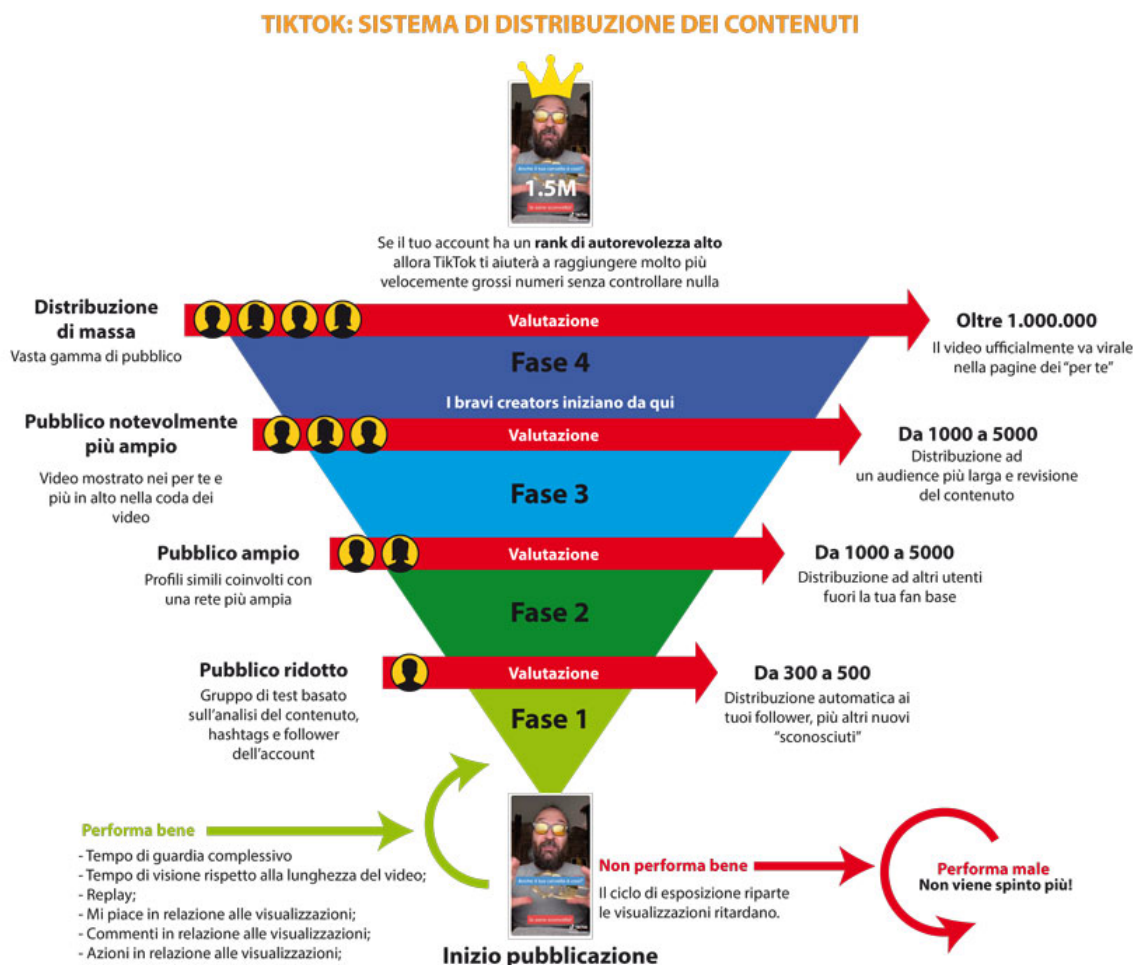 TIKTOK: SISTEMA DI DISTRIBUZIONE DEI CONTENUTI
Anche il tuo cervello è così?
1.5M
Se il tuo account ha un rank di autorevolezza alto
allora TikTok ti aiuterà a raggiungere molto più
velocemente grossi numeri senza controllare nulla
Distribuzione
di massa
Vasta gamma di pubblico
Valutazione
Fase 4
Oltre 1.000.000
Il video ufficialmente va virale
nella pagine dei “per te”
I bravi creators iniziano da qui
Pubblico notevolmente
più ampio
Video mostrato nei per te e
più in alto nella coda dei
video
Valutazione
Fase 3
Da 1000 a 5000
Distribuzione ad
un audience più larga e revisione
del contenuto
Pubblico ampio
Profili simili coinvolti con
una rete più ampia
Valutazione
Fase 2
Da 1000 a 5000
Distribuzione ad altri utenti
fuori la tua fan base
Pubblico ridotto
Gruppo di test basato
sull’analisi del contenuto,
hashtags e follower
dell’account
Valutazione
Fase 1
Da 300 a 500
Distribuzione automatica ai
tuoi follower, più altri nuovi
“sconosciuti”
Performa bene
- Tempo di guardia complessivo
- Tempo di visione rispetto alla lunghezza del video;
- Replay;
- Mi piace in relazione alle visualizzazioni;
- Commenti in relazione alle visualizzazioni;
- Azioni in relazione alle visualizzazioni;
Inizio pubblicazione
Non performa bene
Il ciclo di esposizione riparte
le visualizzazioni ritardano.
Performa male
Non viene spinto più!